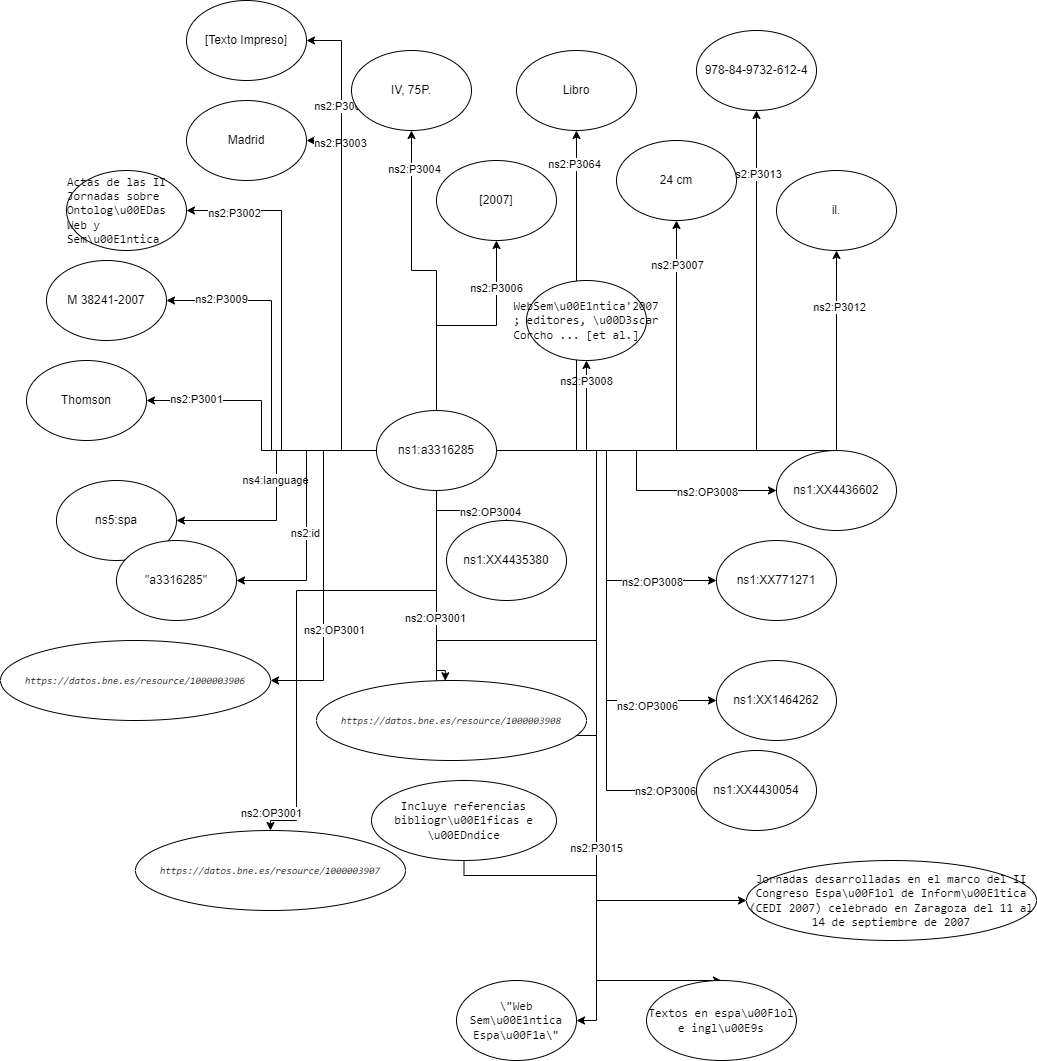 [Texto Impreso]
IV, 75P.
Libro
978-84-9732-612-4
Madrid
ns2:P3003
ns2:P3004
ns2:P3064
24 cm
s2:P3013
Actas de las II
Jornadas sobre
Ontolog\u00EDas
Web y
Sem\u00E1ntica
ns2:P3002
[2007]
il.
M 38241-2007
ns2:P3009
ns2:P3006
ns2:P3007
ns2:P3012
WebSem\u00E1ntica'2007
; editores, \u00D3scar
Corcho ... [et al.]
ns2:P3008
Thomson
ns2:P3001
ns1:a3316285
ns4:language
ns2:OP3008
ns1:XX4436602
ns5:spa
ns2:id
ns2:OP3004
ns1:XX4435380
"a3316285"
ns2:OP3008
ns1:XX771271
ns2:OP3001
ns2:OP3001
https://datos.bne.es/resource/1000003906
https://datos.bne.es/resource/1000003908
ns2:OP3006
ns1:XX1464262
ns2:OP3006
ns1:XX4430054
ns2:OP3001
Incluye referencias
bibliogr\u00E1ficas e
\u00EDndice
ns2:P3015
https://datos.bne.es/resource/1000003907
Jornadas desarrolladas en el marco del II
Congreso Espa\u00F1ol de Inform\u00E1tica
(CEDI 2007) celebrado en Zaragoza del 11 al
14 de septiembre de 2007
\"Web
Sem\u00E1ntica
Espa\u00F1a\"
Textos en espa\u00F1ol
e ingl\u00E9s